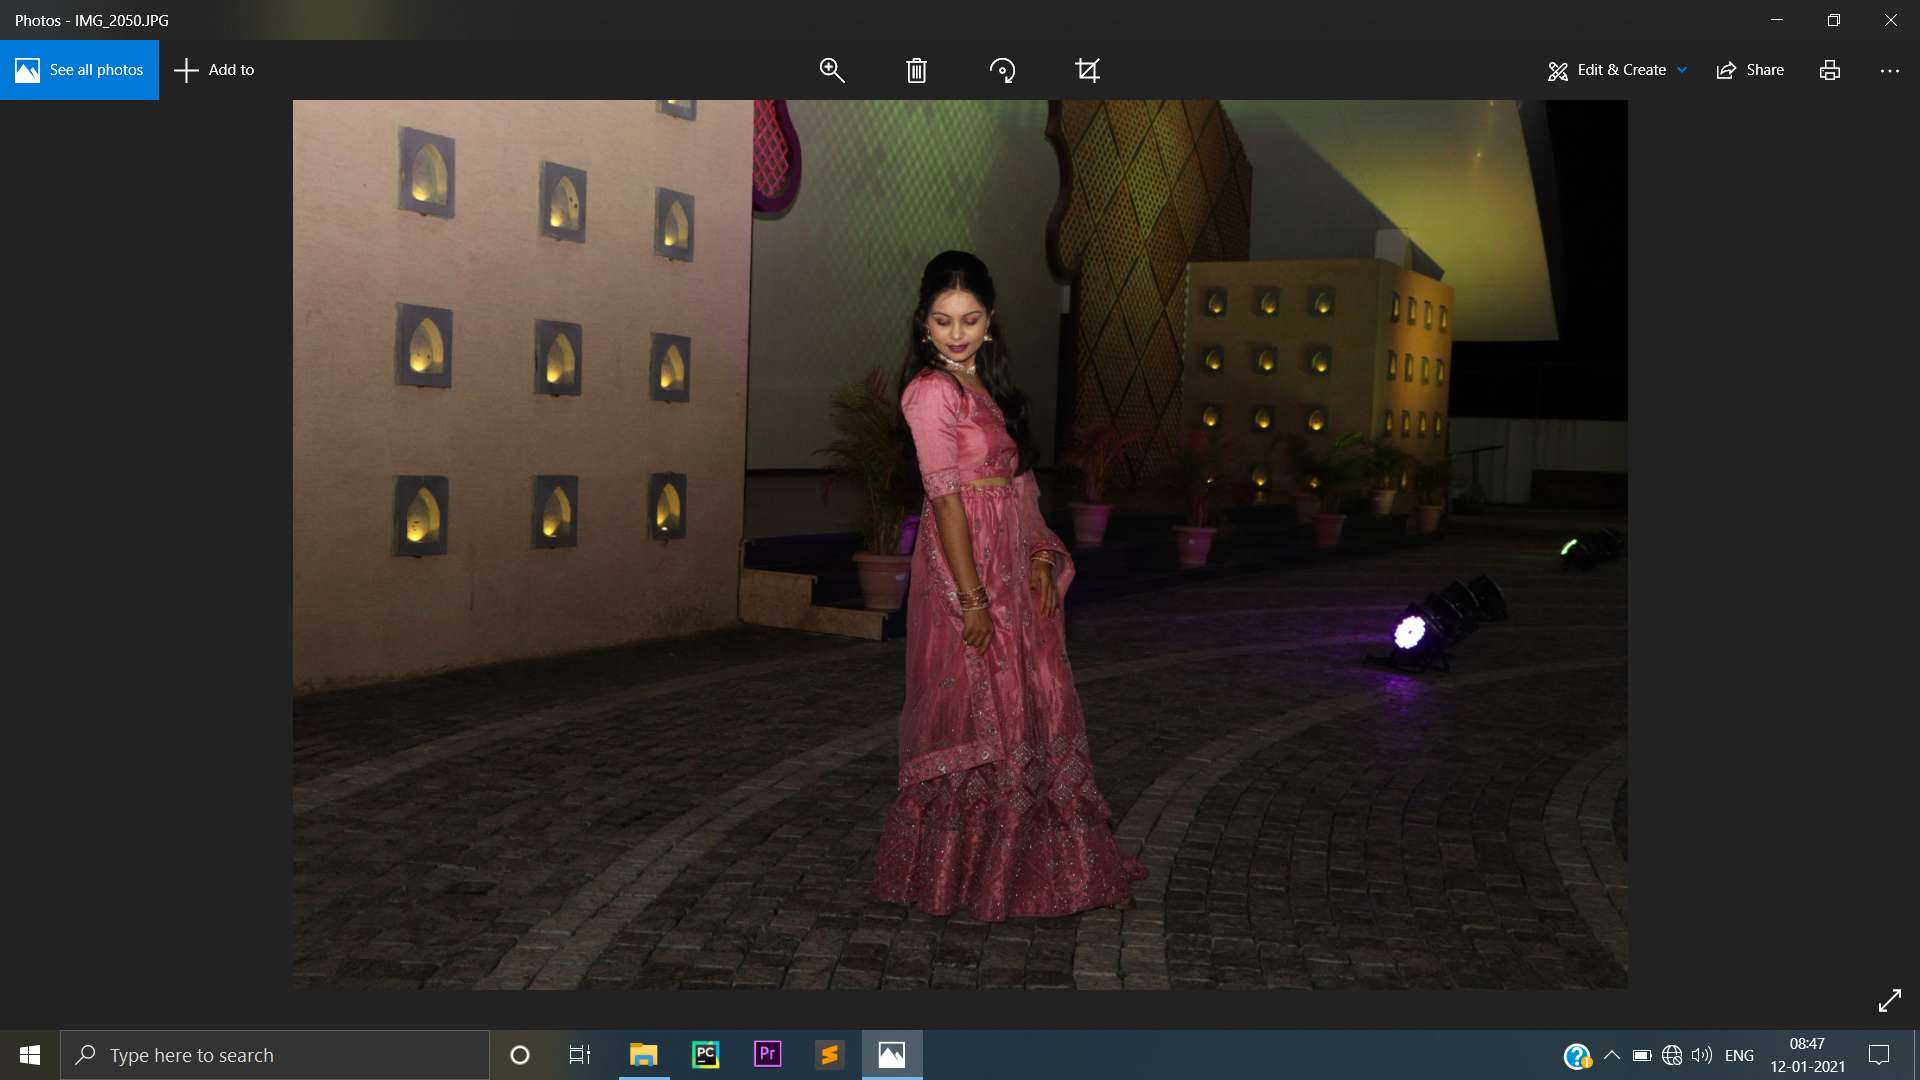 Photos - IMG_2050.JPG
See all photos
Add to
Edit & Create
Share
Type here to search
PC
Pr
ENG
08:47
12-01-2021